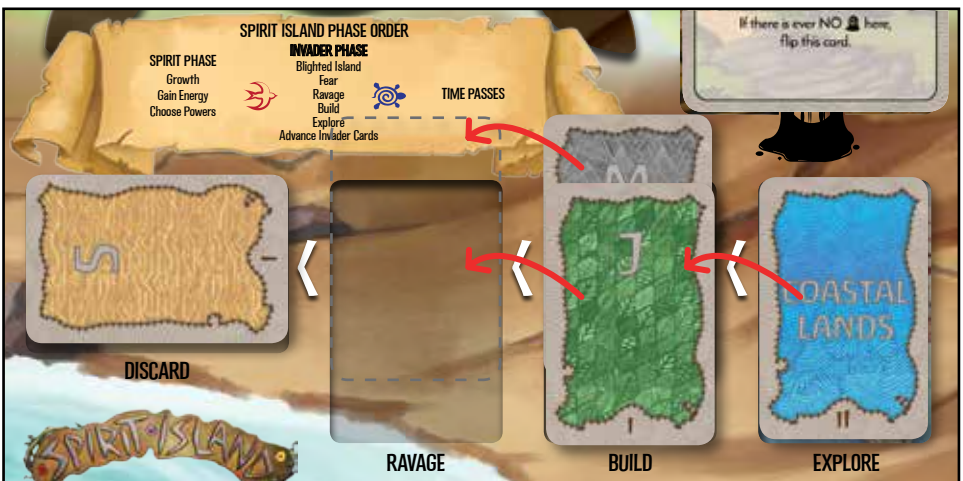 SPIRIT ISLAND PHASE ORDER
SPIRIT PHASE
Growth
Gain Energy
Choose Powers
INVADER PHASE
Blighted Island
Fear
Ravage
Build
Explore
Advance Invader Cards
TIME PASSES
If there is ever NO here,
flip this card.
S
I
DISCARD
RAVAGE
M
J
I
BUILD
COASTAL
LANDS
II
EXPLORE
SPIRIT ISLAND